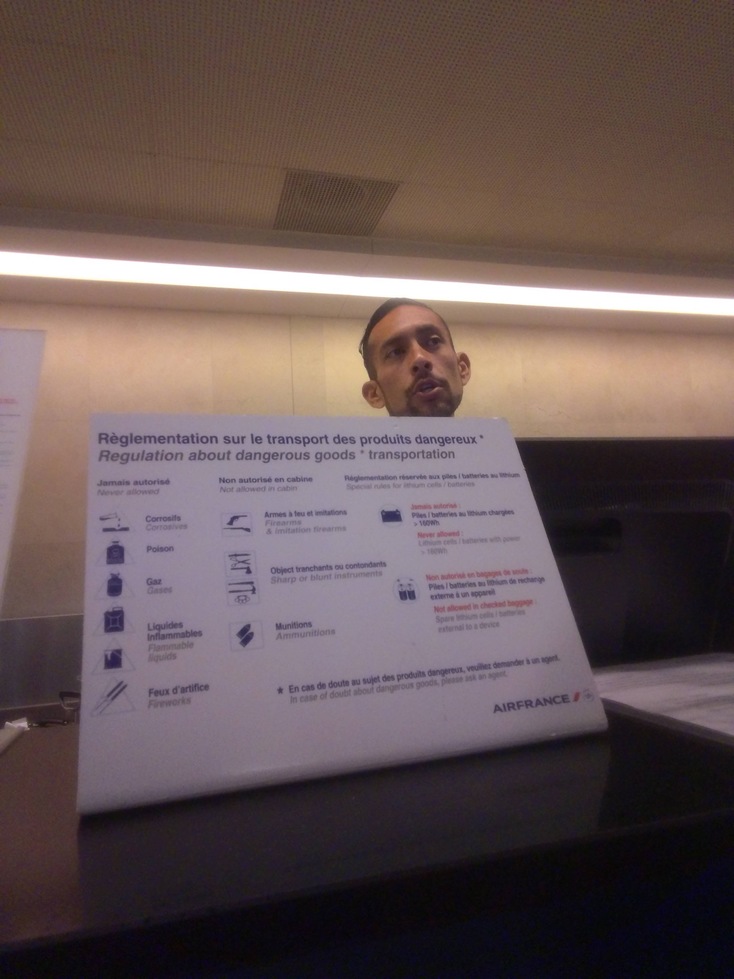 Règlementation sur le transport des produits dangereux *
Regulation about dangerous goods * transportation
Jamais autorisé
Never allowed
Corrosifs
Corrosives
Poison
Gaz
Gases
Liquides
Inflammables
Flammable
liquids
Feux d'artifice
Fireworks
Non autorisé en cabine
Not allowed in cabin
Armes à feu et imitations
Firearms
& imitation firearms
Object tranchants ou contondants
Sharp or blunt instruments
Munitions
Ammunitions
Réglementation réservée aux piles / batteries au lithium
Special rules for lithium cells / batteries
Jamais autorisé :
Piles / batteries au lithium chargées
> 160Wh
Never allowed :
Lithium cells / batteries with power
> 160Wh
Non autorisé en bagages de soute :
Piles / batteries au lithium de rechange
externe à un appareil
Not allowed in checked baggage :
Spare lithium cells / batteries
external to a device
* En cas de doute au sujet des produits dangereux, veuillez demander à un agent.
In case of doubt about dangerous goods, please ask an agent.
AIRFRANCE